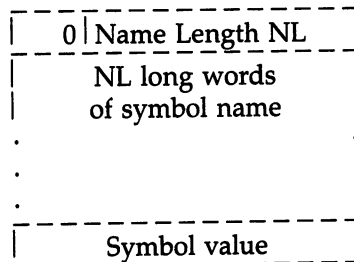 0| Name Length NL
NL long words
of symbol name
.
.
.
Symbol value